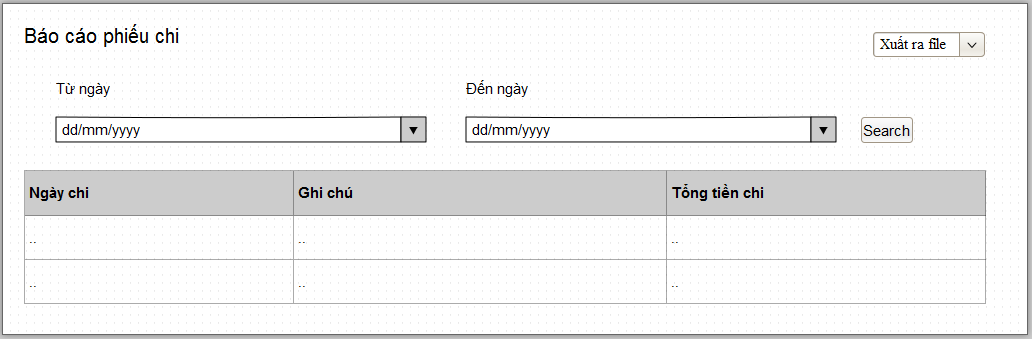 Báo cáo phiếu chi
Xuất ra file
Từ ngày
Đến ngày
dd/mm/yyyy
dd/mm/yyyy
Search
Ngày chi
Ghi chú
Tổng tiền chi
..
..
..
..
..
..